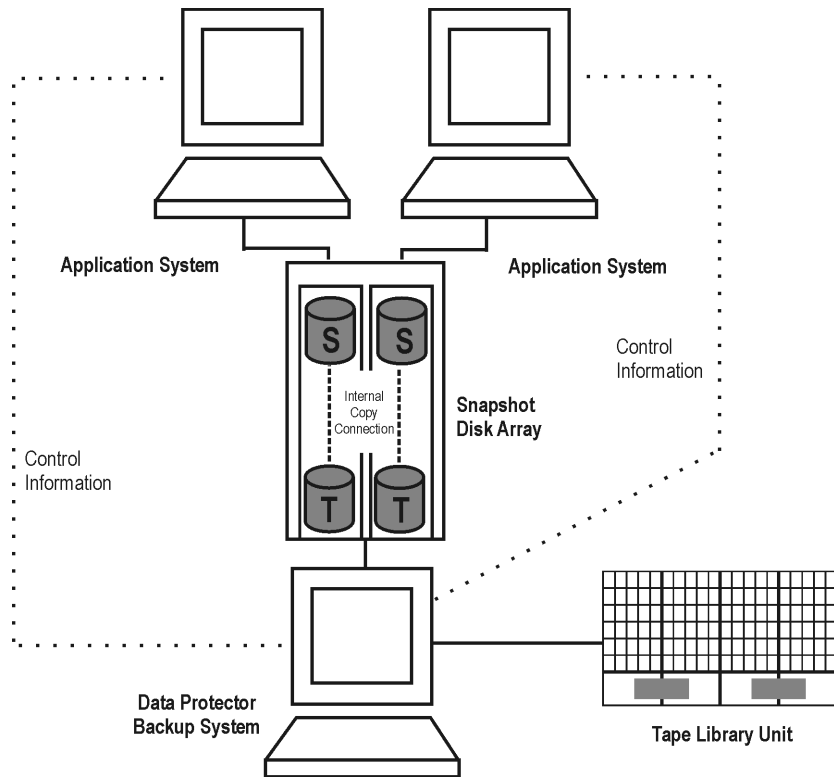 Application System
Application System
S
S
Internal
Copy
Connection
Snapshot
Disk Array
Control
Information
T
T
Control
Information
Data Protector
Backup System
Tape Library Unit